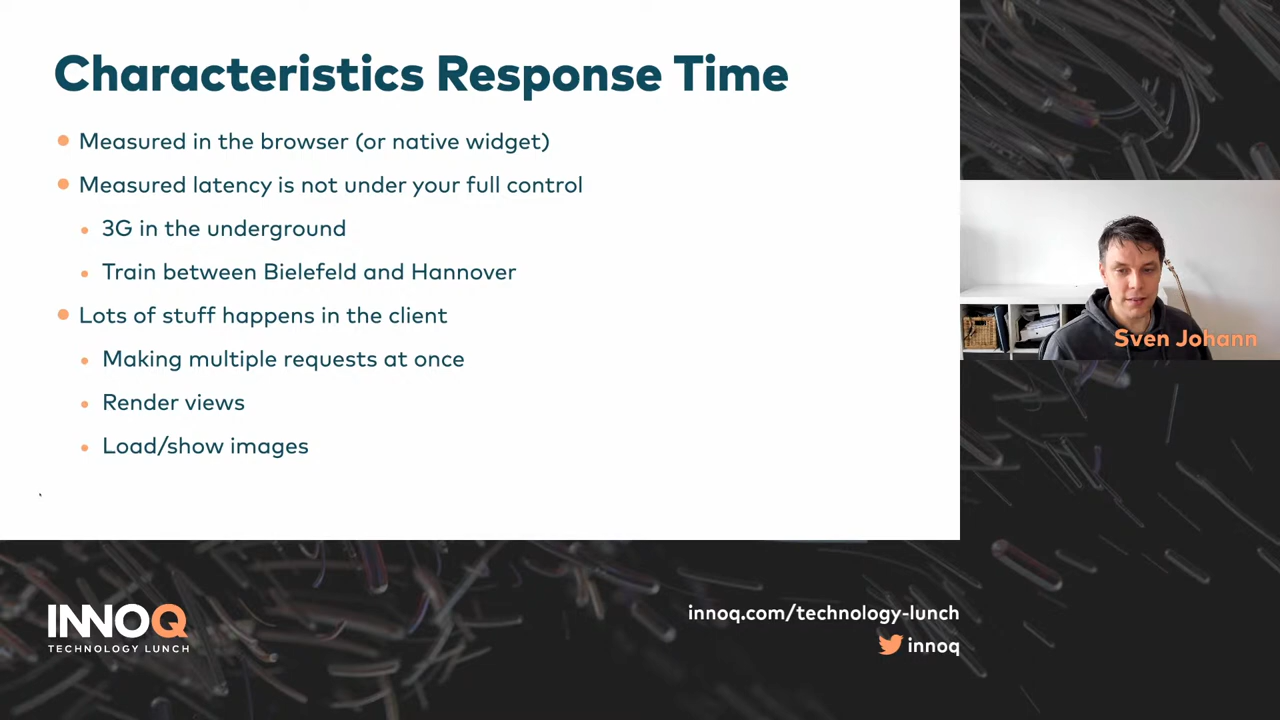 Characteristics Response Time
Measured in the browser (or native widget)
Measured latency is not under your full control
3G in the underground
Train between Bielefeld and Hannover
Lots of stuff happens in the client
Making multiple requests at once
Render views
Load/show images
Sven Johann
INNOQ
TECHNOLOGY LUNCH
innoq.com/technology-lunch
innoq